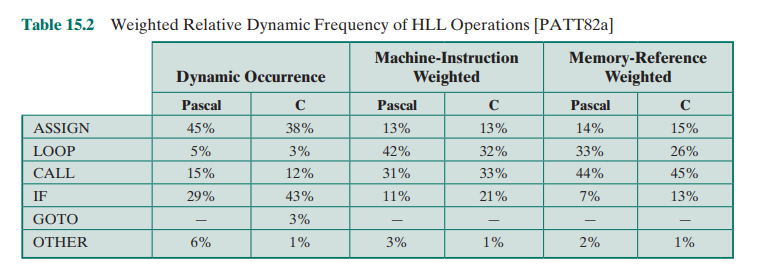 Table 15.2 Weighted Relative Dynamic Frequency of HLL Operations [PATT82a]
Dynamic Occurrence Machine-Instruction Weighted Memory-Reference Weighted
Pascal C Pascal C Pascal C
ASSIGN 45% 38% 13% 13% 14% 15%
LOOP 5% 3% 42% 32% 33% 26%
CALL 15% 12% 31% 33% 44% 45%
IF 29% 43% 11% 21% 7% 13%
GOTO — 3% — — — —
OTHER 6% 1% 3% 1% 2% 1%